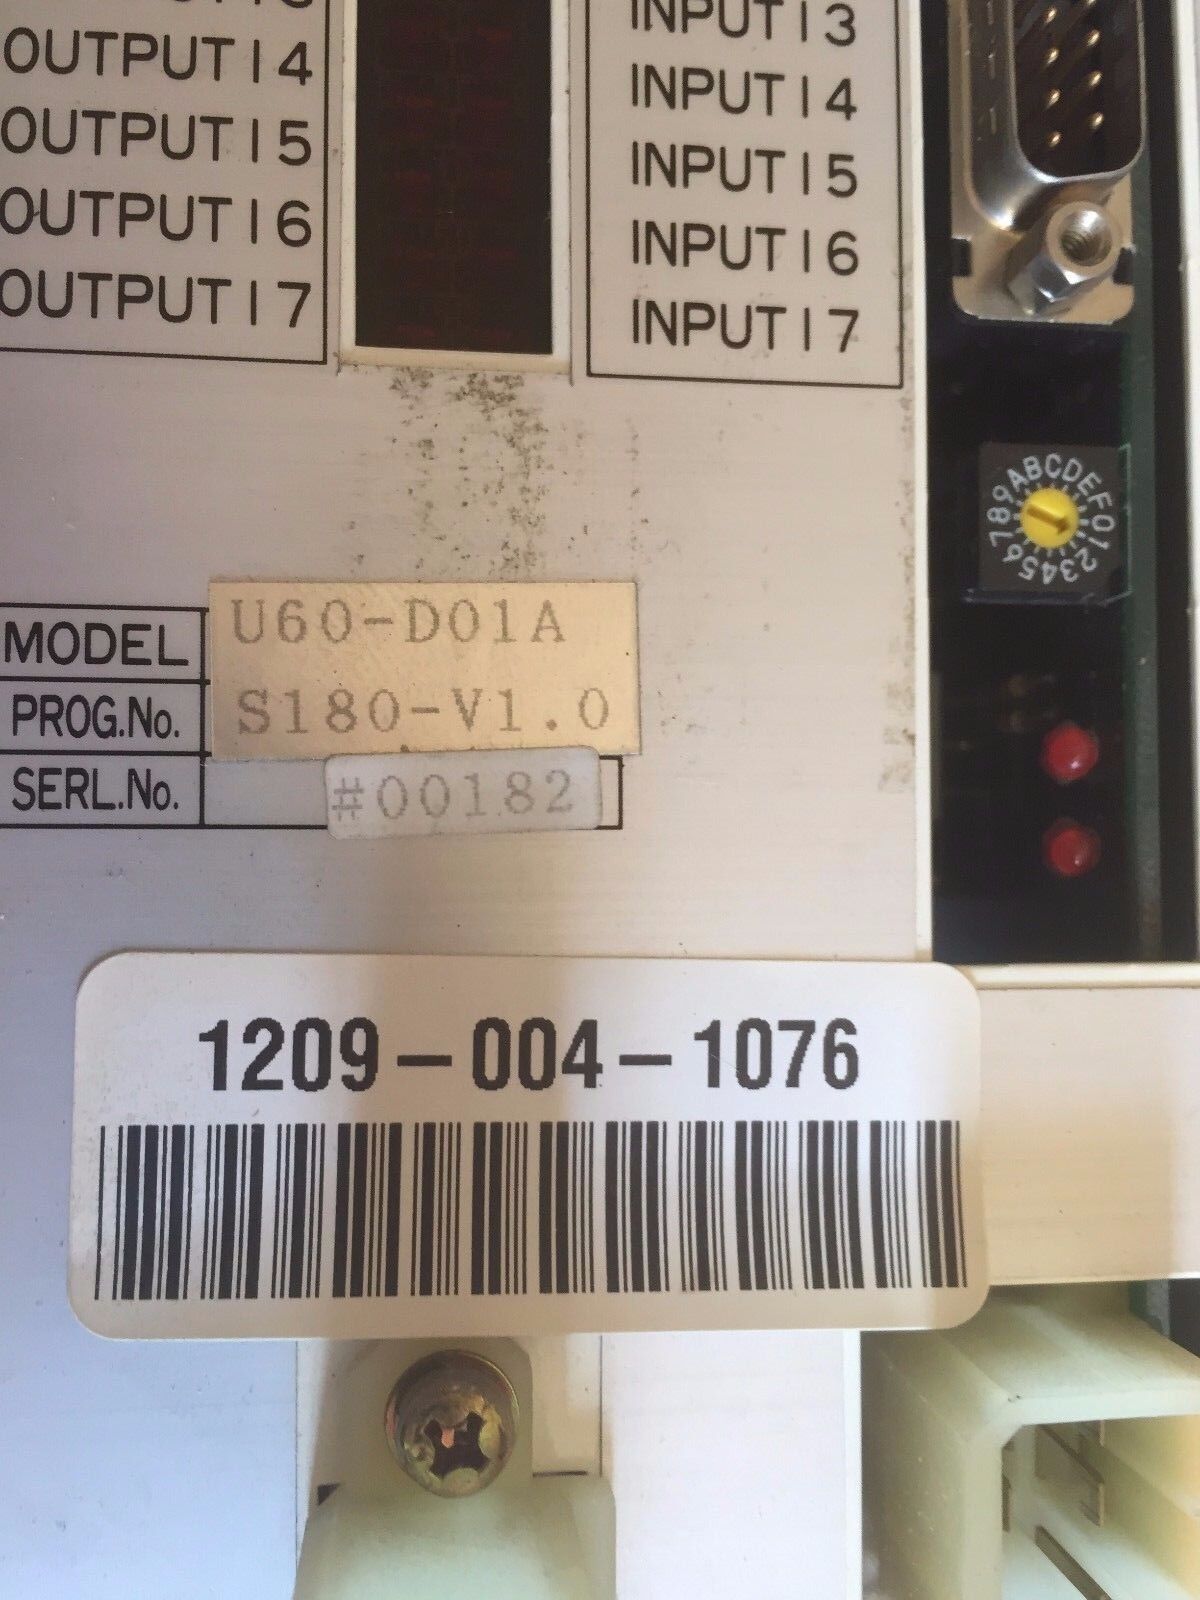 OUTPUT14
OUTPUT15
OUTPUT16
OUTPUT17
INPUT13
INPUT14
INPUT15
INPUT16
INPUT17
789ABCDEF0123456
MODEL U60-D01A
PROG.No. S180-V1.0
SERL.No. #00182
1209-004-1076